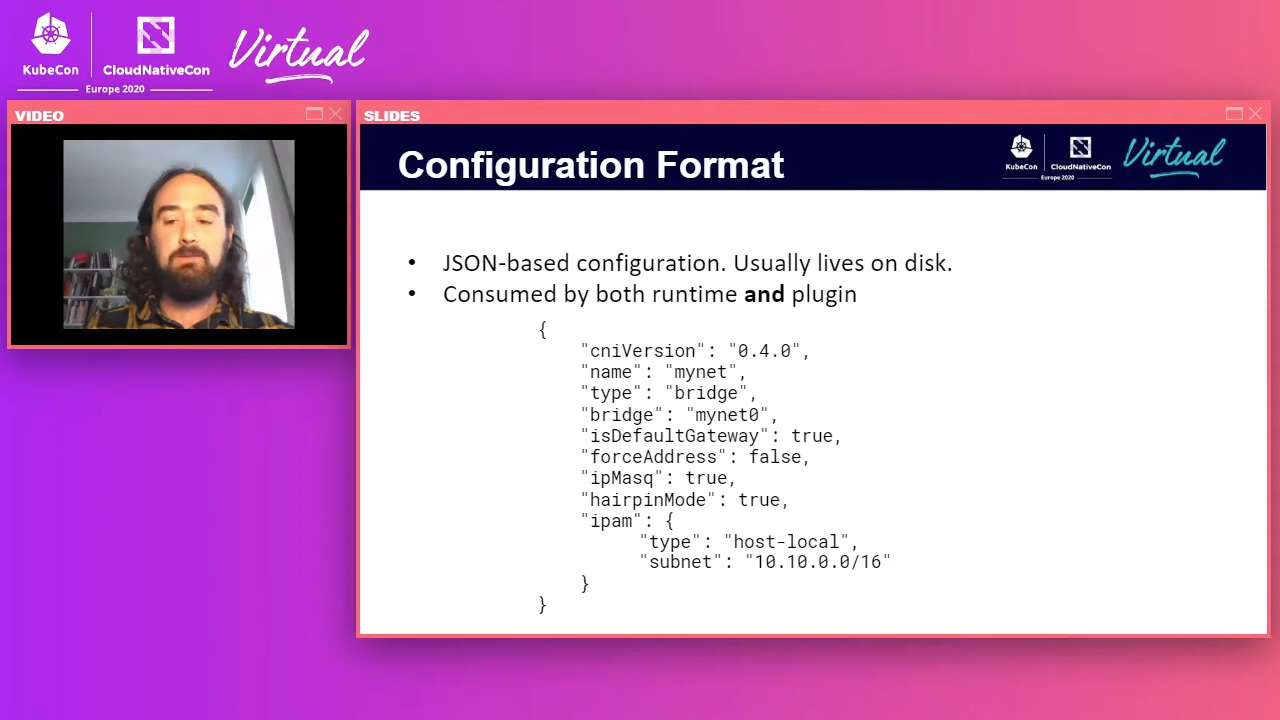 KubeCon
CloudNativeCon
Europe 2020
Virtual
VIDEO
SLIDES
Configuration Format
KubeCon
CloudNativeCon
Europe 2020
Virtual
• JSON-based configuration. Usually lives on disk.
• Consumed by both runtime and plugin
{
"cniVersion": "0.4.0",
"name": "mynet",
"type": "bridge",
"bridge": "mynet0",
"isDefaultGateway": true,
"forceAddress": false,
"ipMasq": true,
"hairpinMode": true,
"ipam": {
"type": "host-local",
"subnet": "10.10.0.0/16"
}
}